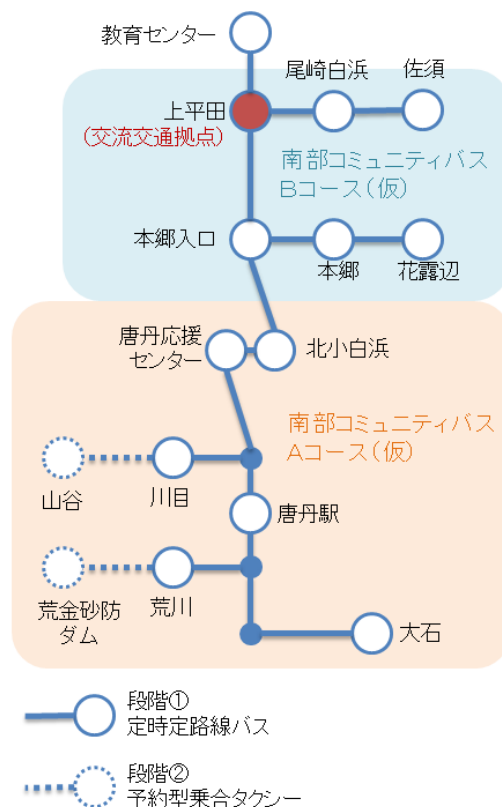 教育センター
尾崎白浜
佐須
上平田
(交流交通拠点)
南部コミュニティバス
Bコース(仮)
本郷入口
本郷
花露辺
唐丹応援
センター
北小白浜
南部コミュニティバス
Aコース(仮)
山谷
川目
唐丹駅
荒金砂防
ダム
荒川
大石
段階①
定時定路線バス
段階②
予約型乗合タクシー